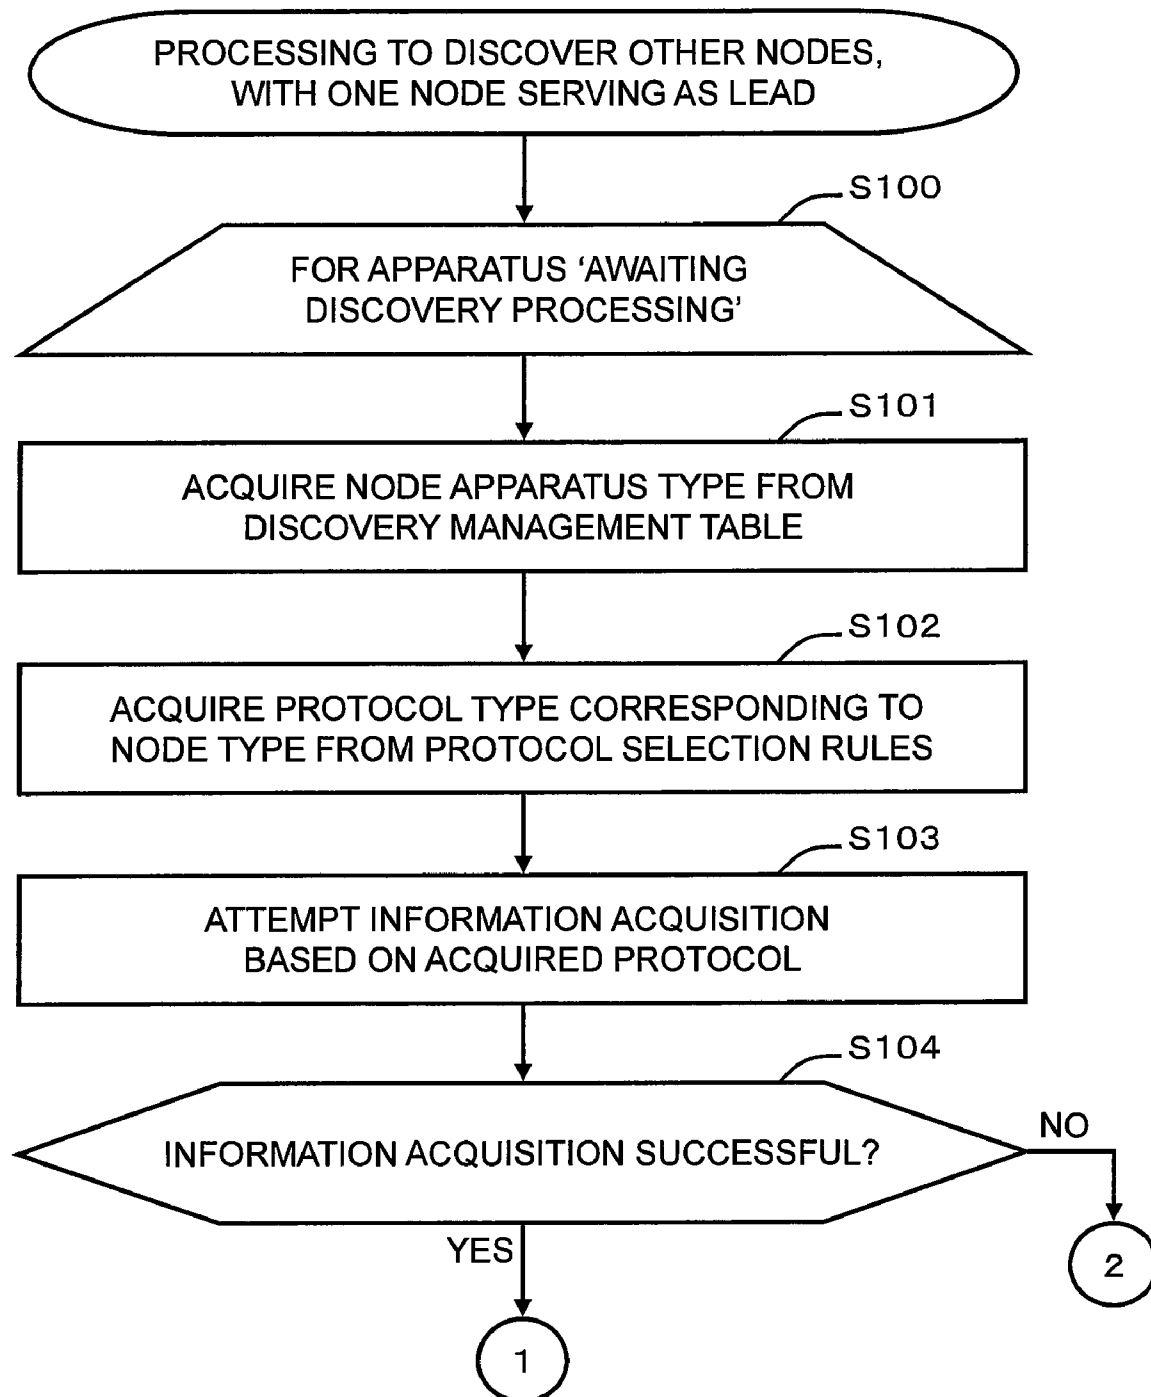 PROCESSING TO DISCOVER OTHER NODES,
WITH ONE NODE SERVING AS LEAD
S100
FOR APPARATUS ‘AWAITING
DISCOVERY PROCESSING’
S101
ACQUIRE NODE APPARATUS TYPE FROM
DISCOVERY MANAGEMENT TABLE
S102
ACQUIRE PROTOCOL TYPE CORRESPONDING TO
NODE TYPE FROM PROTOCOL SELECTION RULES
S103
ATTEMPT INFORMATION ACQUISITION
BASED ON ACQUIRED PROTOCOL
S104
INFORMATION ACQUISITION SUCCESSFUL?
NO
YES
2
1